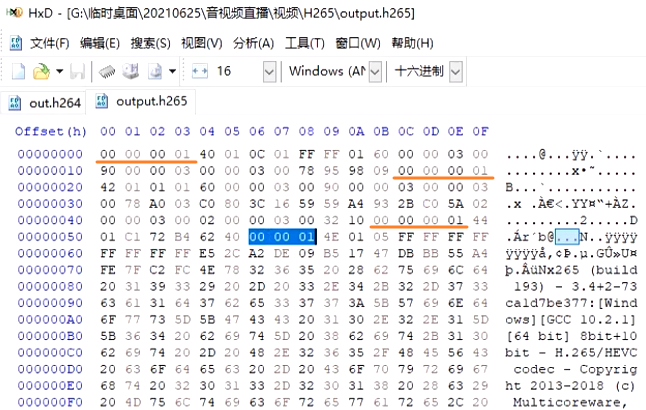 HxD - [G:\临时桌面\20210625\音视频直播\视频\H265\output.h265]
文件(F) 编辑(E) 搜索(S) 视图(V) 分析(A) 工具(T) 窗口(W) 帮助(H)
16 Windows (AN 十六进制
out.h264 output.h265
Offset(h) 00 01 02 03 04 05 06 07 08 09 0A 0B 0C 0D 0E 0F
00000000 00 00 00 01 40 01 0C 01 FF FF 01 60 00 00 03 00 ....@...ÿÿ.`....
00000010 90 00 00 03 00 00 03 00 78 95 98 09 00 00 00 01 ........x•˜.....
00000020 42 01 01 01 60 00 00 03 00 90 00 00 03 00 00 03 B...`...........
00000030 00 78 A0 03 C0 80 3C 16 59 59 A4 93 2B C0 5A 02 .x .À€<.YY¤“+ÀZ.
00000040 00 00 03 00 02 00 00 03 00 32 10 00 00 00 01 44 .........2.....D
00000050 01 C1 72 B4 62 40 00 00 01 4E 01 05 FF FF FF FF .Ár´b@...N..ÿÿÿÿ
00000060 FF FF FF FF E5 2C A2 DE 09 B5 17 47 DB BB 55 A4 ÿÿÿÿå,¢Þ.µ.GÛ»U¤
00000070 FE 7F C2 FC 4E 78 32 36 35 20 28 62 75 69 6C 64 þ.ÂüNx265 (build
00000080 20 31 39 33 29 20 2D 20 33 2E 34 2B 32 2D 37 33 193) - 3.4+2-73
00000090 63 61 31 64 37 62 65 33 37 37 3A 5B 57 69 6E 64 ca1d7be377:[Wind
000000A0 6F 77 73 5D 5B 47 43 43 20 31 30 2E 32 2E 31 5D ows][GCC 10.2.1]
000000B0 5B 36 34 20 62 69 74 5D 20 38 62 69 74 2B 31 30 [64 bit] 8bit+10
000000C0 62 69 74 20 2D 20 48 2E 32 36 35 2F 48 45 56 43 bit - H.265/HEVC
000000D0 20 63 6F 64 65 63 20 2D 20 43 6F 70 79 72 69 67 codec - Copyrig
000000E0 68 74 20 32 30 31 33 2D 32 30 31 38 20 28 63 29 ht 2013-2018 (c)
000000F0 20 4D 75 6C 74 69 63 6F 72 65 77 61 72 65 2C 20 Multicoreware,